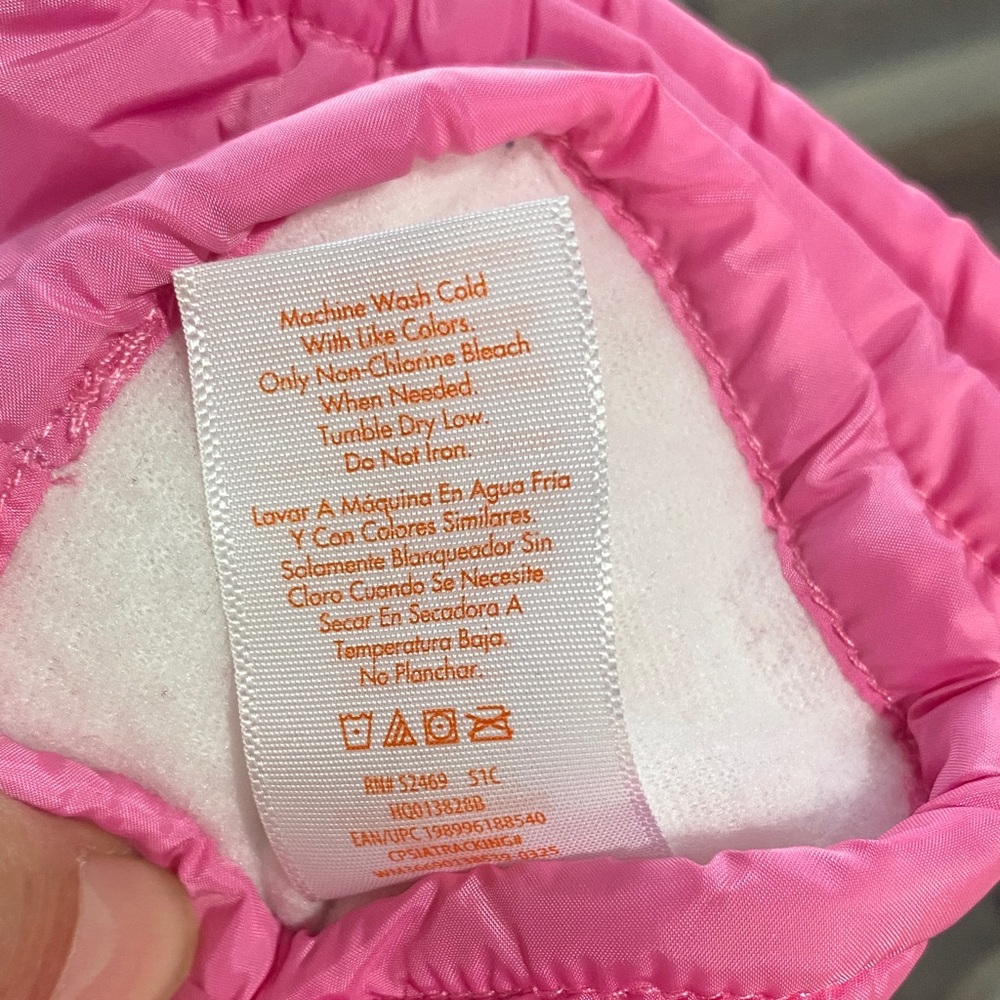 Machine Wash Cold
With Like Colors.
Only Non-Chlorine Bleach
When Needed.
Tumble Dry Low.
Do Not Iron.
Lavar A Máquina En Agua Fría
Y Con Colores Similares.
Solamente Blanqueador Sin
Cloro Cuando Se Necesite.
Secar En Secadora A
Temperatura Baja.
No Planchar.
RN# 52469 51C
HQ013828B
EAN/UPC 198996188540
CPSIATRACKING#